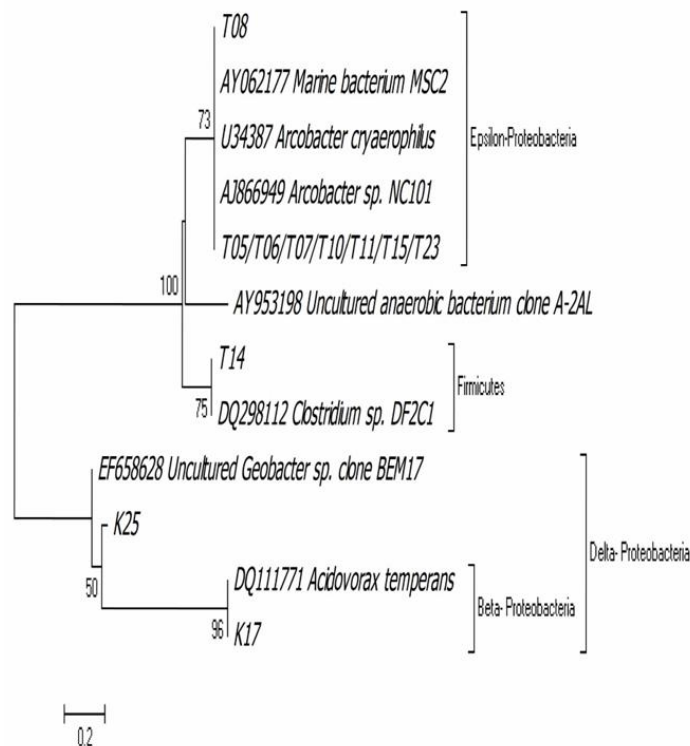 T08
AY062177 Marine bacterium MSC2
73
U34387 Arcobacter cryaerophilus
Epsilon-Proteobacteria
AJ866949 Arcobacter sp. NC101
T05/T06/T07/T10/T11/T15/T23
100
AY953198 Uncultured anaerobic bacterium clone A-2AL
T14
Firmicutes
75
DQ298112 Clostridium sp. DF2C1
EF658628 Uncultured Geobacter sp. clone BEM17
K25
Delta- Proteobacteria
50
DQ111771 Acidovorax temperans
Beta- Proteobacteria
96
K17
0.2